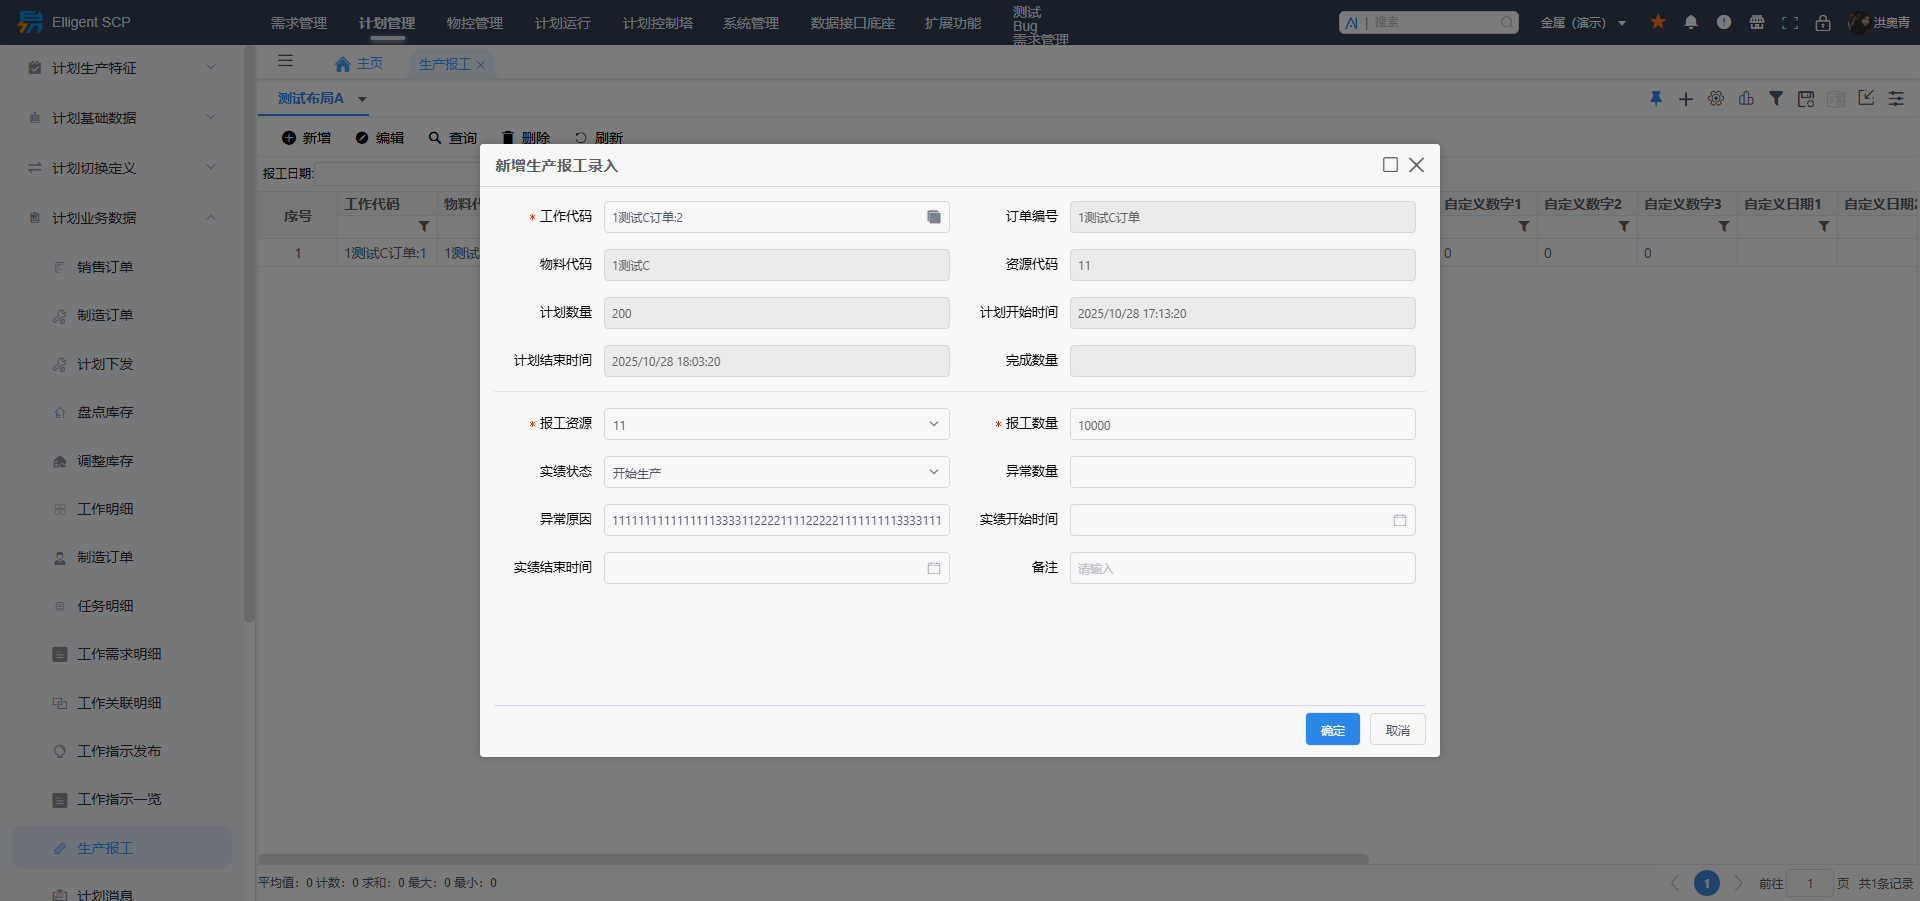 Elligent SCP
需求管理 计划管理 物控管理 计划运行 计划控制塔 系统管理 数据接口底座 扩展功能
测试
Bug
需求管理
AI | 搜索
金属（演示）
洪奥青
计划生产特征
计划基础数据
计划切换定义
计划业务数据
销售订单
制造订单
计划下发
盘点库存
调整库存
工作明细
制造订单
任务明细
工作需求明细
工作关联明细
工作指示发布
工作指示一览
生产报工
计划消息
主页 生产报工
测试布局A
新增 编辑 查询 删除 刷新
报工日期:
序号 工作代码 物料代 自定义数字1 自定义数字2 自定义数字3 自定义日期1 自定义日期2
1 1测试C订单:1 1测试 0 0 0
新增生产报工录入
* 工作代码 1测试C订单:2 订单编号 1测试C订单
物料代码 1测试C 资源代码 11
计划数量 200 计划开始时间 2025/10/28 17:13:20
计划结束时间 2025/10/28 18:03:20 完成数量
* 报工资源 11 * 报工数量 10000
实绩状态 开始生产 异常数量
异常原因 实绩开始时间
实绩结束时间 备注 请输入
确定 取消
平均值：0 计数：0 求和：0 最大：0 最小：0
1 前往 1 页 共1条记录